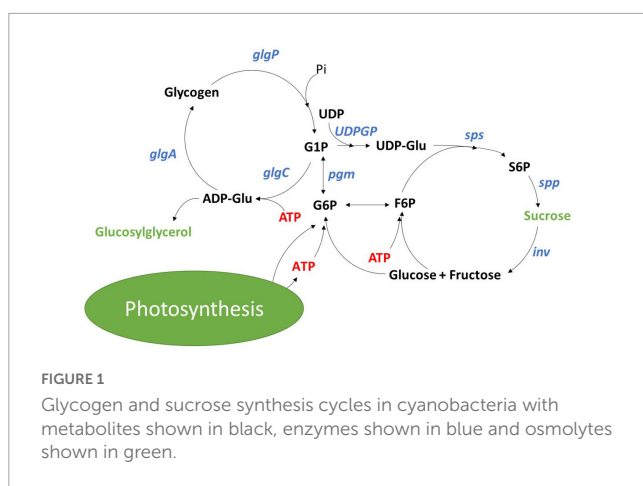 glgP
Pi
Glycogen
UDP
UDPGP
sps
G1P
UDP-Glu
S6P
glgA
glgC
pgm
spp
ADP-Glu
ATP
G6P
F6P
Sucrose
Glucosylglycerol
ATP
ATP
inv
Glucose + Fructose
Photosynthesis
FIGURE 1
Glycogen and sucrose synthesis cycles in cyanobacteria with
metabolites shown in black, enzymes shown in blue and osmolytes
shown in green.